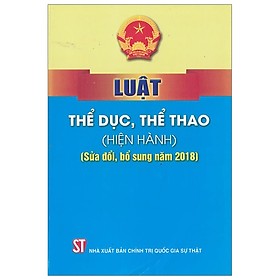 LUẬT
THỂ DỤC, THỂ THAO
(HIỆN HÀNH)
(Sửa đổi, bổ sung năm 2018)
ST NHÀ XUẤT BẢN CHÍNH TRỊ QUỐC GIA SỰ THẬT